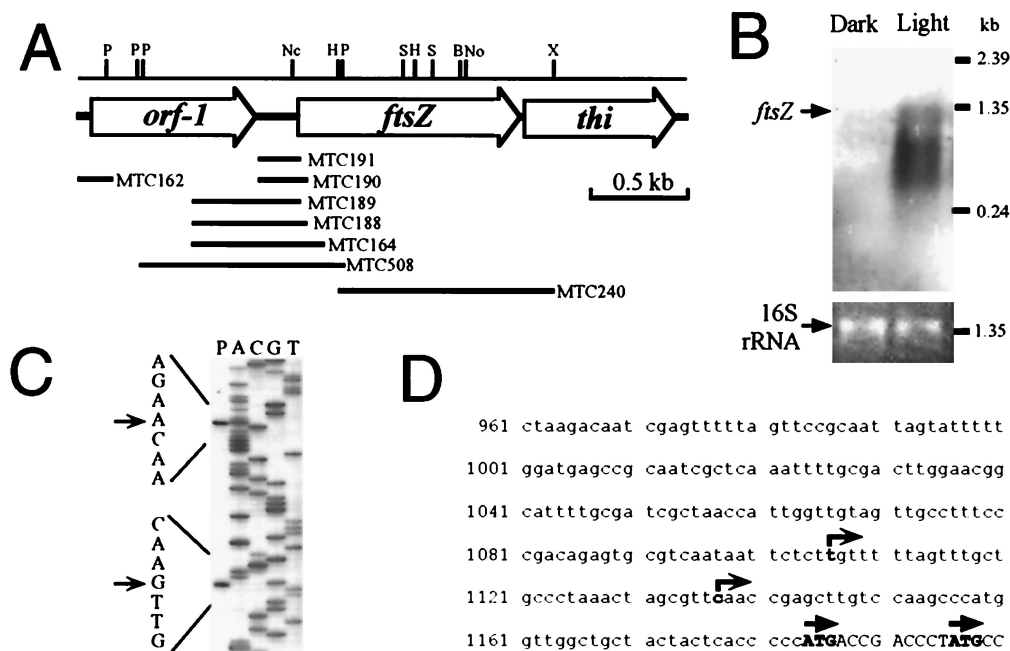 A
P PP Nc HP SH S BNo X
orf-1 ftsZ thi
MTC191
MTC162 MTC190
MTC189
0.5 kb
MTC188
MTC164
MTC508
MTC240
B
Dark Light kb
2.39
ftsZ 1.35
0.24
16S
rRNA 1.35
C
P A C G T
A
G
A
A
C
A
A
C
A
A
G
T
T
G
D
961 ctaagacaat cgagttttta gttccgcaat tagtattttt
1001 ggatgagccg caatcgctca aattttgcga cttggaacgg
1041 cattttgcga tcgctaacca ttggttgtag ttgcctttcc
1081 cgacagagtg cgtcaataat tctcttgttt ttagtttgct
1121 gccctaaact agcgttcaac cgagcttgtc caagcccatg
1161 gttggctgct actactcacc cccATGACCG ACCCTATGCC